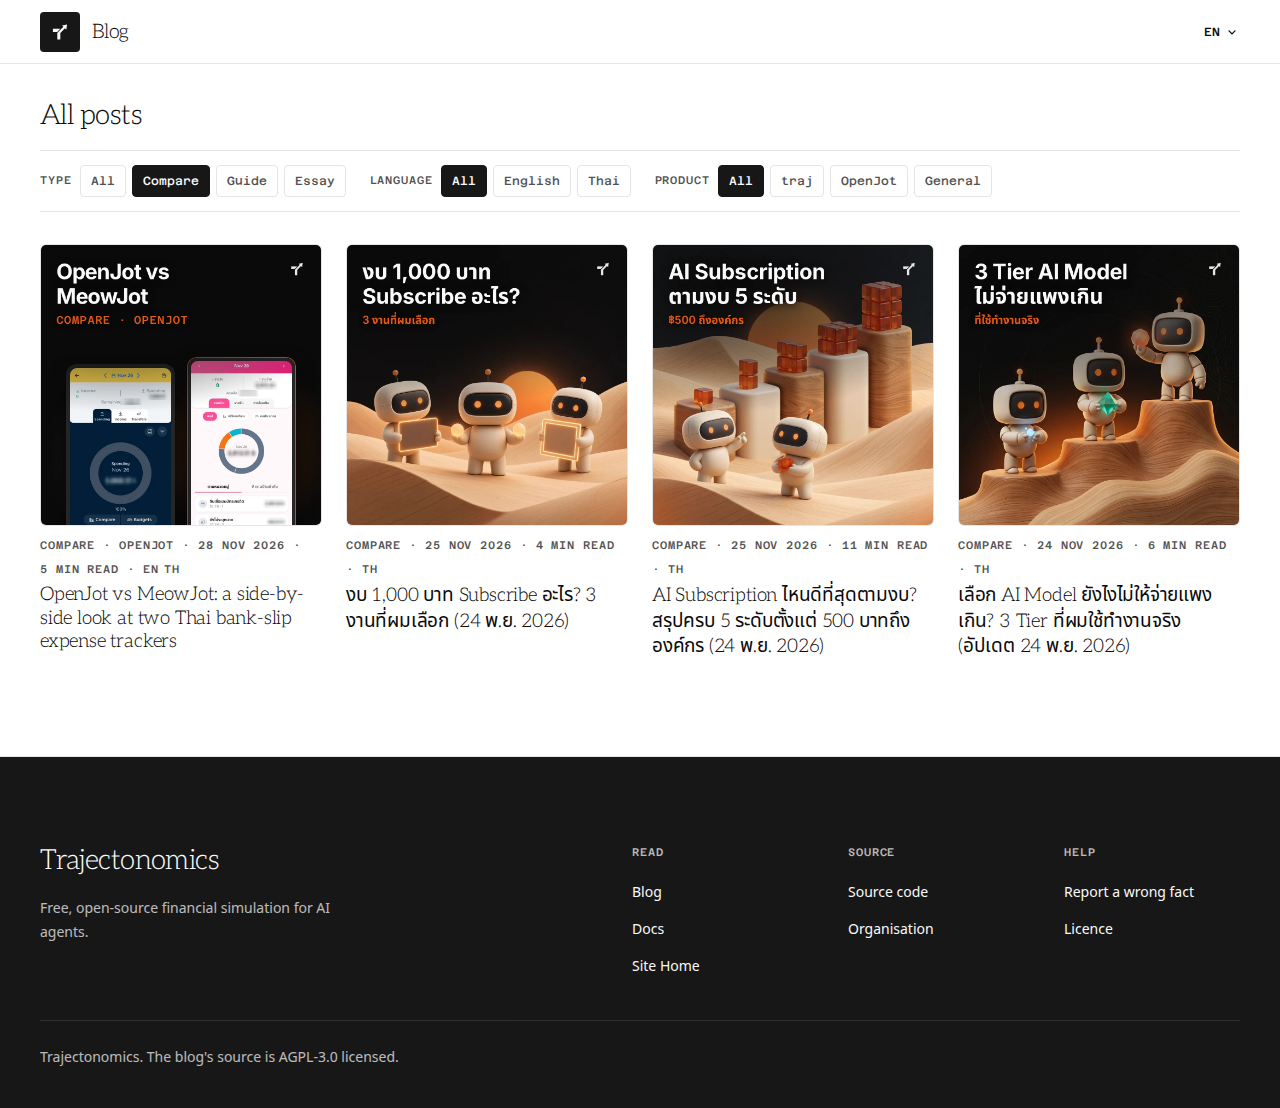 Blog
EN
All posts
TYPE All Compare Guide Essay LANGUAGE All English Thai PRODUCT All traj OpenJot General
OpenJot vs
MeowJot
COMPARE · OPENJOT
Nov 26
Spending
Nov 26
100%
Compare
Budgets
Nov 26
COMPARE · OPENJOT · 28 NOV 2026 ·
5 MIN READ · EN TH
OpenJot vs MeowJot: a side-by-
side look at two Thai bank-slip
expense trackers
งบ 1,000 บาท
Subscribe อะไร?
3 งานที่ผมเลือก
COMPARE · 25 NOV 2026 · 4 MIN READ
· TH
งบ 1,000 บาท Subscribe อะไร? 3
งานที่ผมเลือก (24 พ.ย. 2026)
AI Subscription
ตามงบ 5 ระดับ
฿500 ถึงองค์กร
COMPARE · 25 NOV 2026 · 11 MIN READ
· TH
AI Subscription ไหนดีที่สุดตามงบ?
สรุปครบ 5 ระดับตั้งแต่ 500 บาทถึง
องค์กร (24 พ.ย. 2026)
3 Tier AI Model
ไม่จ่ายแพงเกิน
ที่ใช้ทำงานจริง
COMPARE · 24 NOV 2026 · 6 MIN READ
· TH
เลือก AI Model ยังไงไม่ให้จ่ายแพง
เกิน? 3 Tier ที่ผมใช้ทำงานจริง
(อัปเดต 24 พ.ย. 2026)
Trajectonomics
Free, open-source financial simulation for AI
agents.
READ
Blog
Docs
Site Home
SOURCE
Source code
Organisation
HELP
Report a wrong fact
Licence
Trajectonomics. The blog's source is AGPL-3.0 licensed.